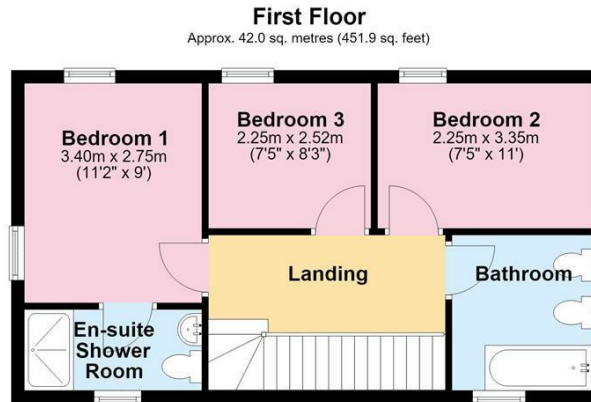 First Floor
Approx. 42.0 sq. metres (451.9 sq. feet)
Bedroom 1
3.40m x 2.75m
(11'2" x 9')
Bedroom 3
2.25m x 2.52m
(7'5" x 8'3")
Bedroom 2
2.25m x 3.35m
(7'5" x 11')
Landing
Bathroom
En-suite
Shower
Room